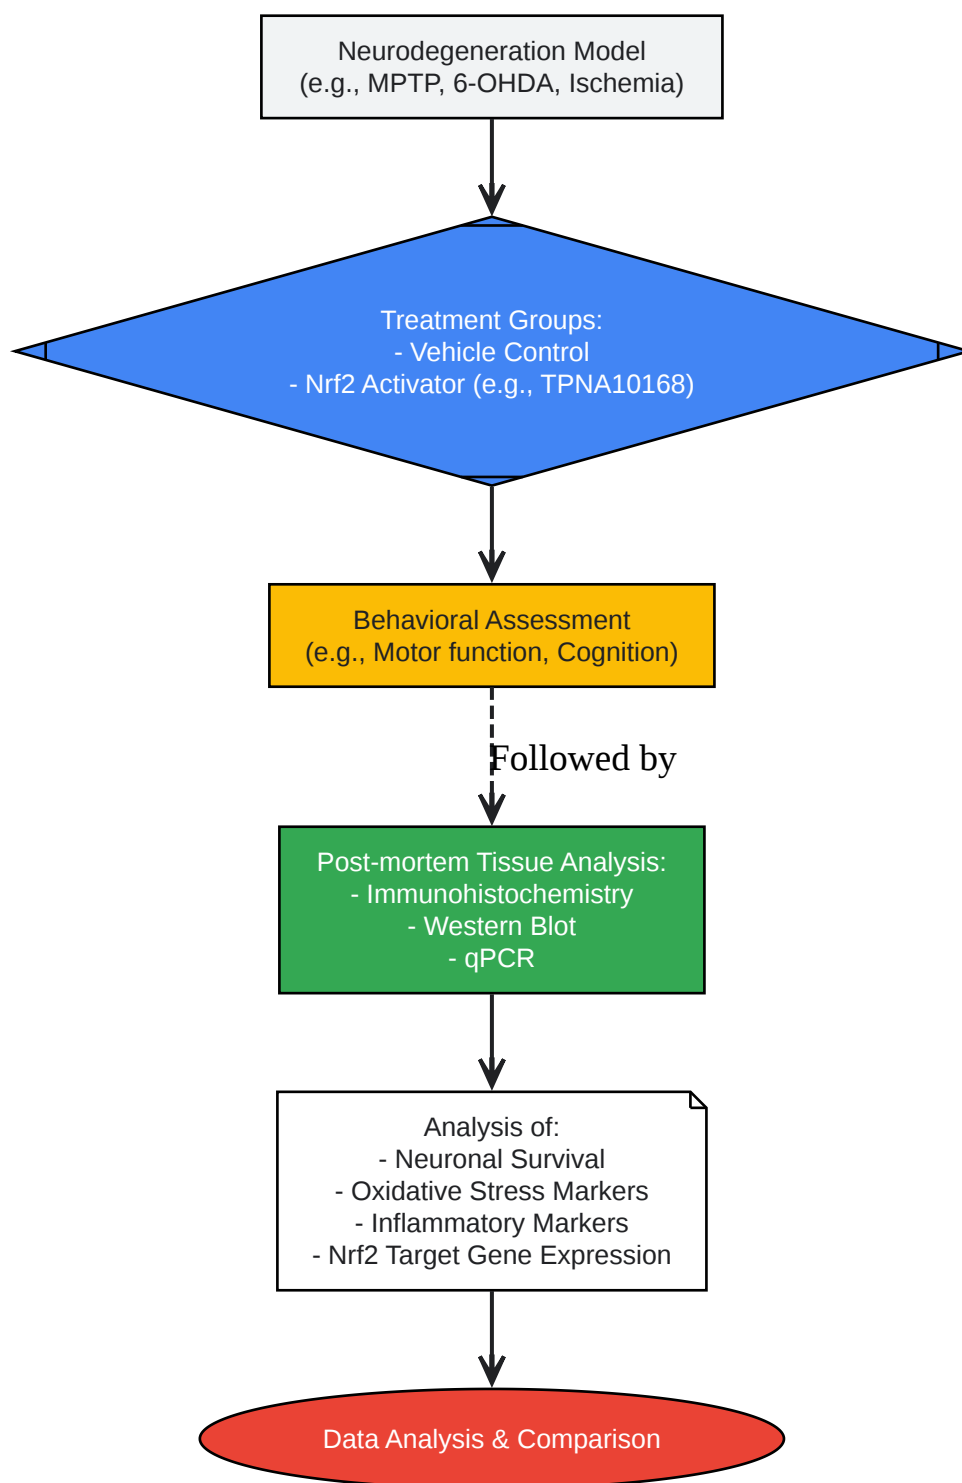 Neurodegeneration Model
(e.g., MPTP, 6-OHDA, Ischemia)
Treatment Groups:
- Vehicle Control
- Nrf2 Activator (e.g., TPNA10168)
Behavioral Assessment
(e.g., Motor function, Cognition)
Followed by
Post-mortem Tissue Analysis:
- Immunohistochemistry
- Western Blot
- qPCR
Analysis of:
- Neuronal Survival
- Oxidative Stress Markers
- Inflammatory Markers
- Nrf2 Target Gene Expression
Data Analysis & Comparison